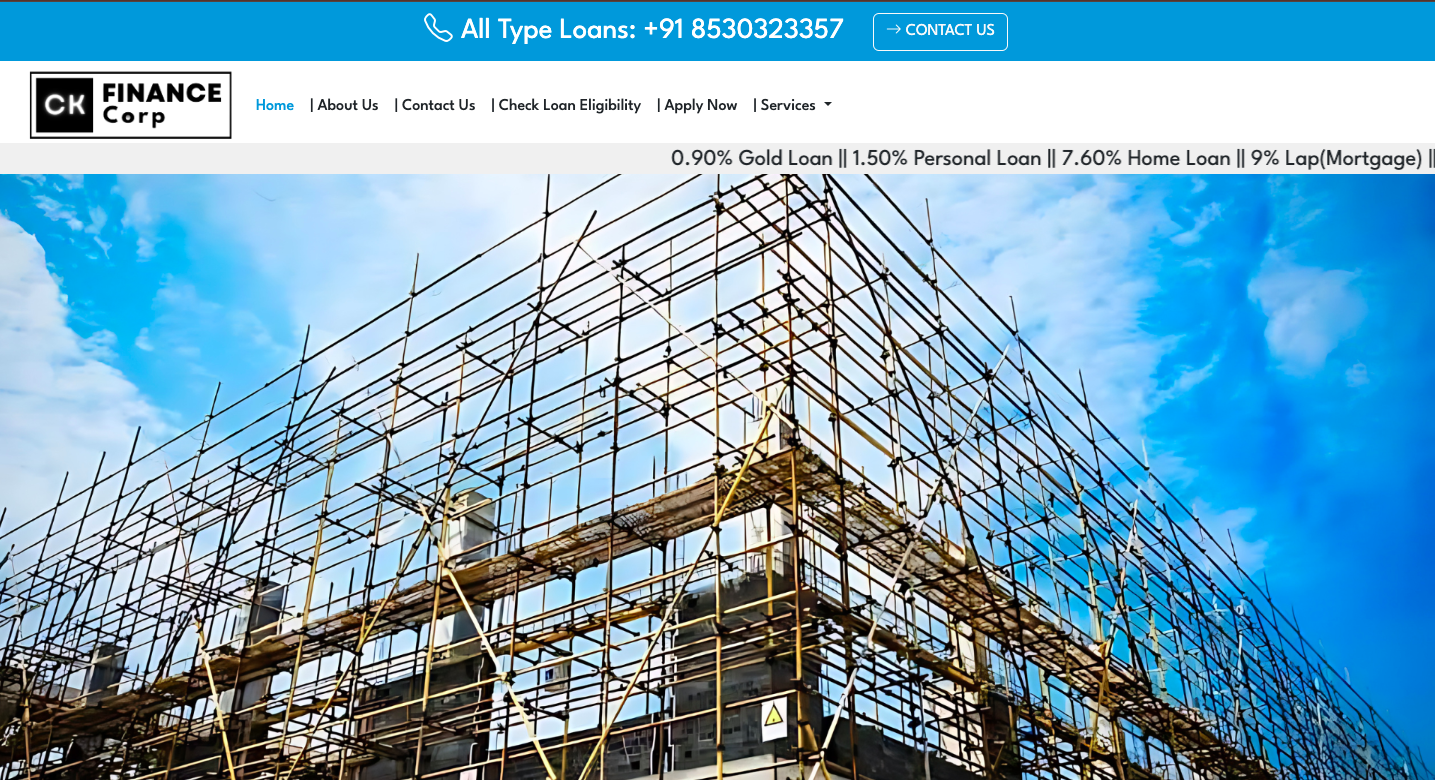 All Type Loans: +91 8530323357
→ CONTACT US
CK FINANCE
Corp
Home | About Us | Contact Us | Check Loan Eligibility | Apply Now | Services
0.90% Gold Loan || 1.50% Personal Loan || 7.60% Home Loan || 9% Lap(Mortgage) ||